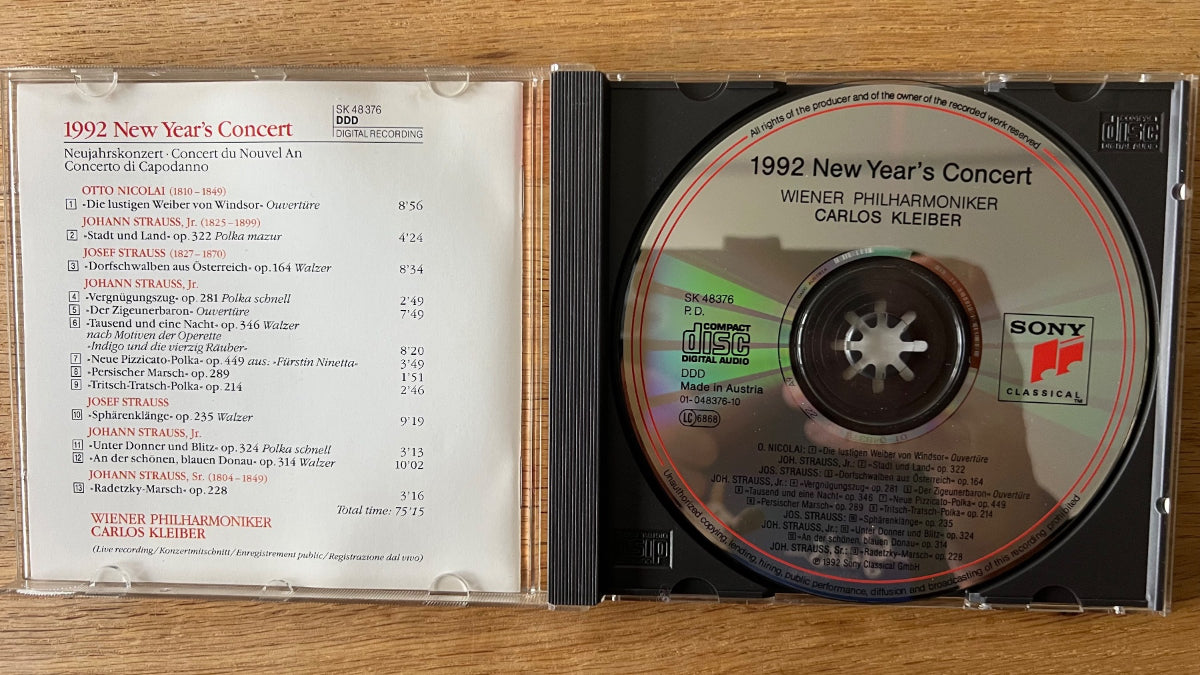 1992 New Year's Concert
SK 48376
DDD
DIGITAL RECORDING
Neujahrskonzert · Concert du Nouvel An
Concerto di Capodanno
OTTO NICOLAI (1810–1849)
1 »Die lustigen Weiber von Windsor« Ouvertüre 8'56
JOHANN STRAUSS, Jr. (1825–1899)
2 »Stadt und Land« op. 322 Polka mazur 4'24
JOSEF STRAUSS (1827–1870)
3 »Dorfschwalben aus Österreich« op. 164 Walzer 8'34
JOHANN STRAUSS, Jr.
4 »Vergnügungszug« op. 281 Polka schnell 2'49
5 »Der Zigeunerbaron« Ouvertüre 7'49
6 »Tausend und eine Nacht« op. 346 Walzer
nach Motiven der Operette
»Indigo und die vierzig Räuber« 8'20
7 »Neue Pizzicato-Polka« op. 449 aus: »Fürstin Ninetta« 3'49
8 »Persischer Marsch« op. 289 1'51
9 »Tritsch-Tratsch-Polka« op. 214 2'46
JOSEF STRAUSS
10 »Sphärenklänge« op. 235 Walzer 9'19
JOHANN STRAUSS, Jr.
11 »Unter Donner und Blitz« op. 324 Polka schnell 3'13
12 »An der schönen, blauen Donau« op. 314 Walzer 10'02
JOHANN STRAUSS, Sr. (1804–1849)
13 »Radetzky-Marsch« op. 228 3'16
Total time: 75'15
WIENER PHILHARMONIKER
CARLOS KLEIBER
(Live recording/Konzertmitschnitt/Enregistrement public/Registrazione dal vivo)
All rights of the producer and of the owner of the recorded work reserved
1992 New Year's Concert
WIENER PHILHARMONIKER
CARLOS KLEIBER
SK 48376
P.D.
COMPACT
disc
DIGITAL AUDIO
DDD
Made in Austria
01-048376-10
LC 6868
SONY
CLASSICAL
TM
O. NICOLAI: 1 »Die lustigen Weiber von Windsor« Ouvertüre
JOH. STRAUSS, Jr.: 2 »Stadt und Land« op. 322
JOS. STRAUSS: 3 »Dorfschwalben aus Österreich« op. 164
JOH. STRAUSS, Jr.: 4 »Vergnügungszug« op. 281 5 »Der Zigeunerbaron« Ouvertüre
6 »Tausend und eine Nacht« op. 346 7 »Neue Pizzicato-Polka« op. 449
8 »Persischer Marsch« op. 289 9 »Tritsch-Tratsch-Polka« op. 214
JOS. STRAUSS: 10 »Sphärenklänge« op. 235
JOH. STRAUSS, Jr.: 11 »Unter Donner und Blitz« op. 324
12 »An der schönen, blauen Donau« op. 314
JOH. STRAUSS, Sr.: 13 »Radetzky-Marsch« op. 228
℗ 1992 Sony Classical GmbH
Unauthorized copying, lending, hiring, public performance, diffusion and broadcasting of this recording prohibited
COMPACT
disc
DIGITAL AUDIO